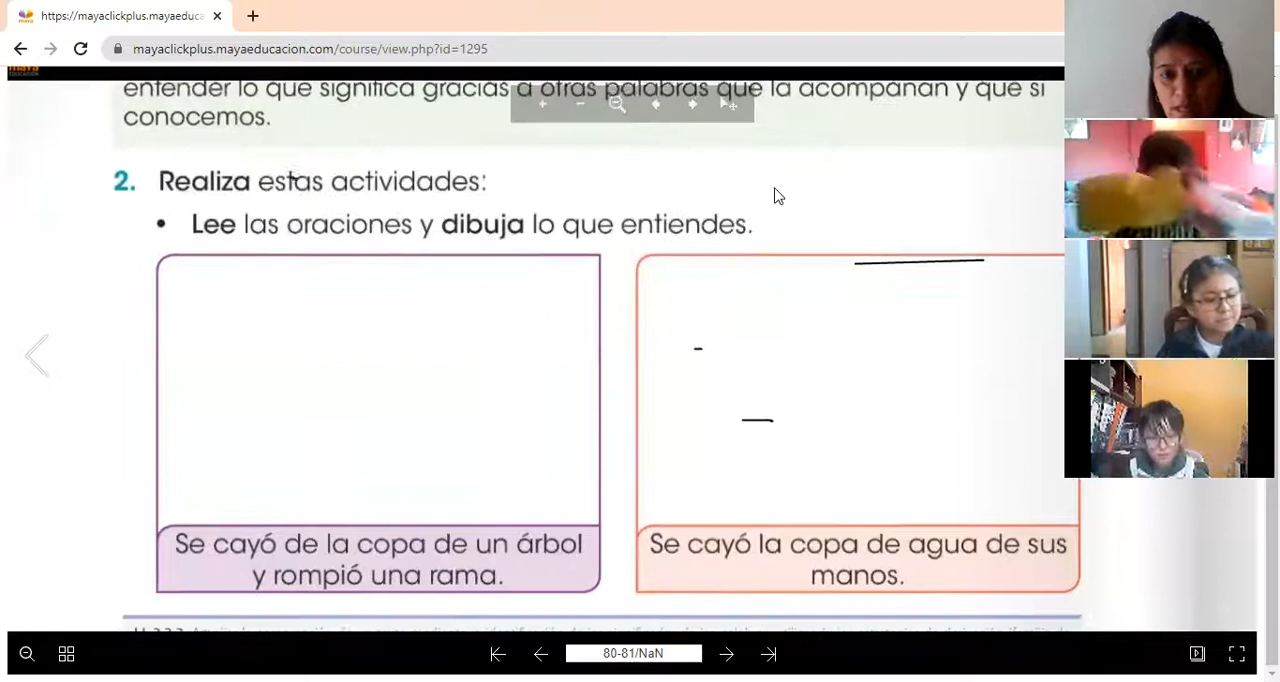 https://mayaclickplus.mayaeduca
mayaclickplus.mayaeducacion.com/course/view.php?id=1295
maya
EDUCACIÓN
entender lo que significa gracias a otras palabras que la acompañan y que sí
conocemos.
2. Realiza estas actividades:
• Lee las oraciones y dibuja lo que entiendes.
Se cayó de la copa de un árbol
y rompió una rama.
Se cayó la copa de agua de sus
manos.
80-81/NaN